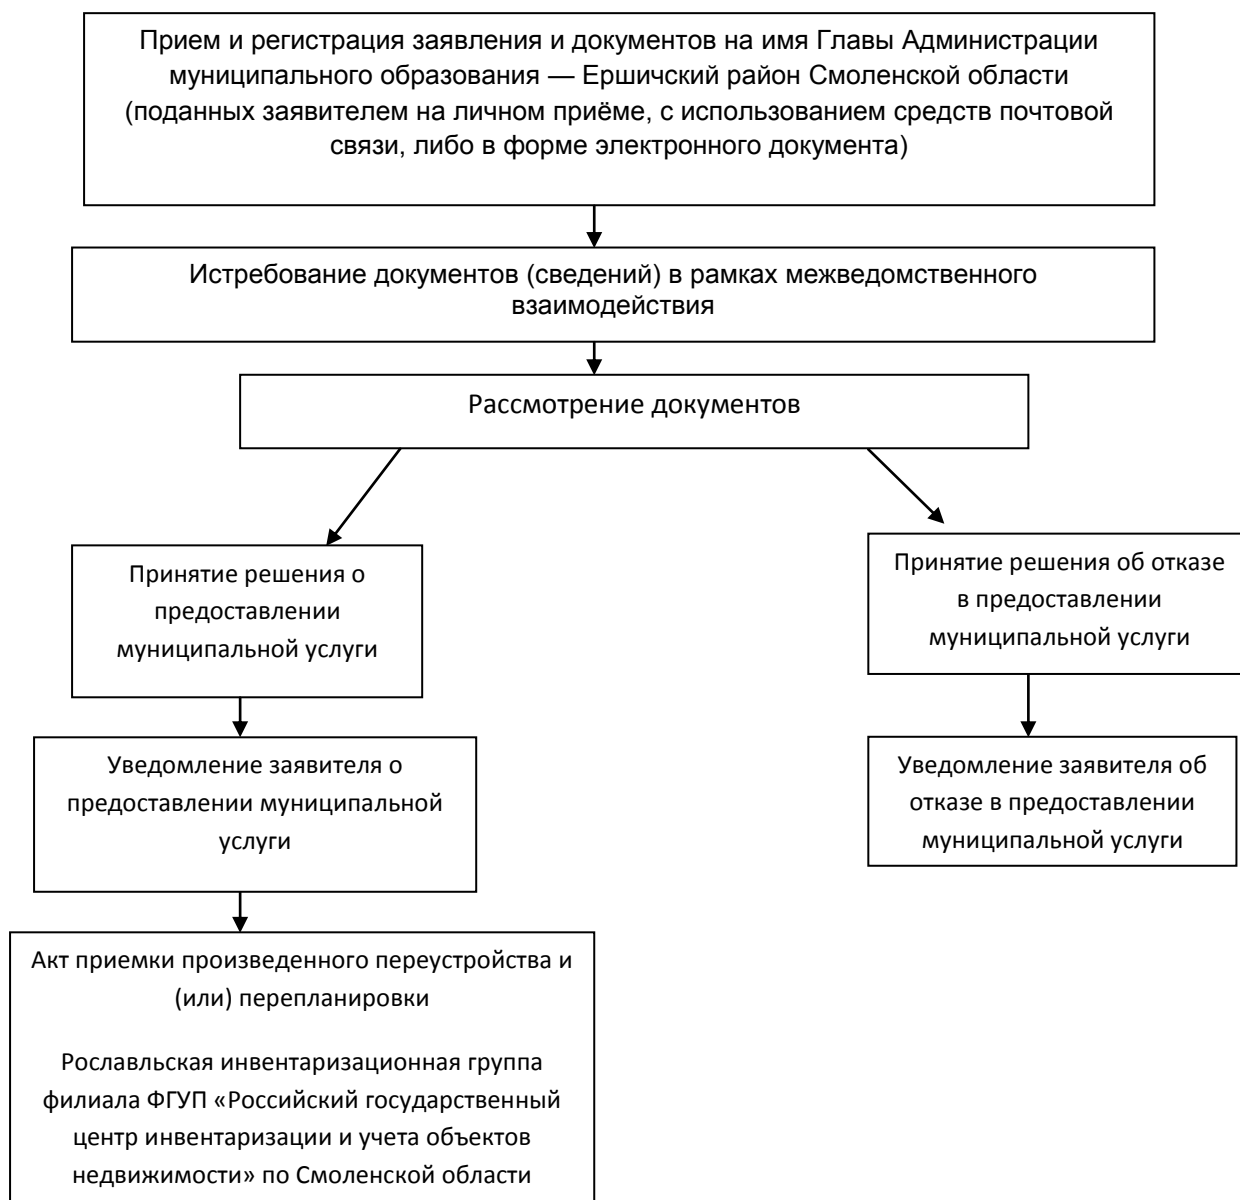 Прием и регистрация заявления и документов на имя Главы Администрации
муниципального образования — Ершичский район Смоленской области
(поданных заявителем на личном приёме, с использованием средств почтовой
связи, либо в форме электронного документа)
Истребование документов (сведений) в рамках межведомственного
взаимодействия
Рассмотрение документов
Принятие решения о
предоставлении
муниципальной услуги
Принятие решения об отказе
в предоставлении
муниципальной услуги
Уведомление заявителя о
предоставлении муниципальной
услуги
Уведомление заявителя об
отказе в предоставлении
муниципальной услуги
Акт приемки произведенного переустройства и
(или) перепланировки
Рославльская инвентаризационная группа
филиала ФГУП «Российский государственный
центр инвентаризации и учета объектов
недвижимости» по Смоленской области